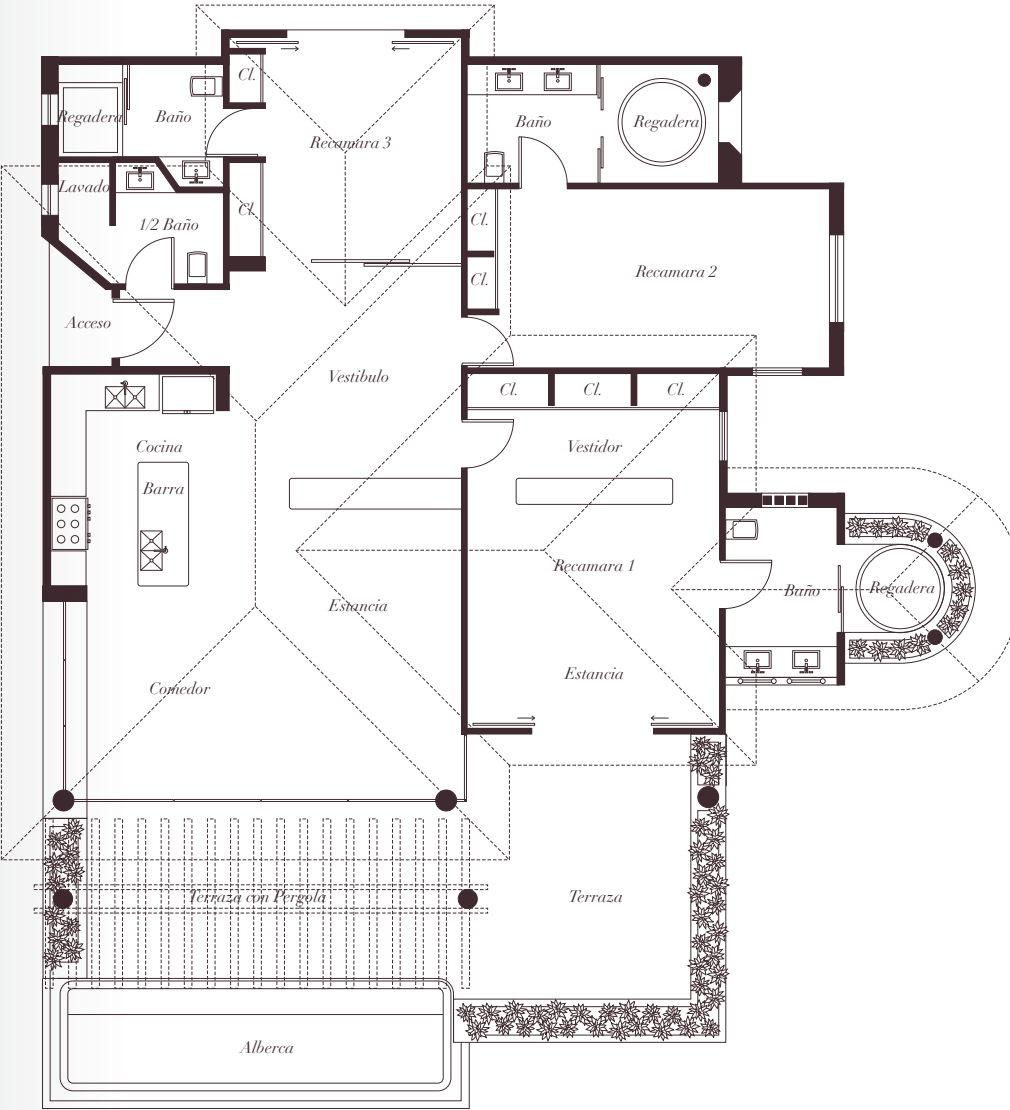 Cl.
Regadera
Baño
Baño
Regadera
Recamara 3
Lavado
Cl.
1/2 Baño
Cl.
Cl.
Recamara 2
Acceso
Vestibulo
Cl.
Cl.
Cl.
Cocina
Vestidor
Barra
Recamara 1
Baño
Regadera
Estancia
Estancia
Comedor
Terraza con Pergola
Terraza
Alberca